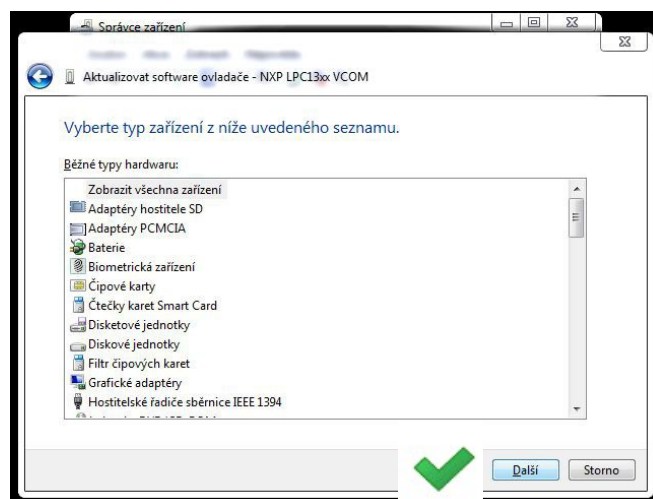 Správce zařízení
Aktualizovat software ovladače - NXP LPC13xx VCOM
Vyberte typ zařízení z níže uvedeného seznamu.
Běžné typy hardwaru:
Zobrazit všechna zařízení
Adaptéry hostitele SD
Adaptéry PCMCIA
Baterie
Biometrická zařízení
Čipové karty
Čtečky karet Smart Card
Disketové jednotky
Diskové jednotky
Filtr čipových karet
Grafické adaptéry
Hostitelské řadiče sběrnice IEEE 1394
Další
Storno